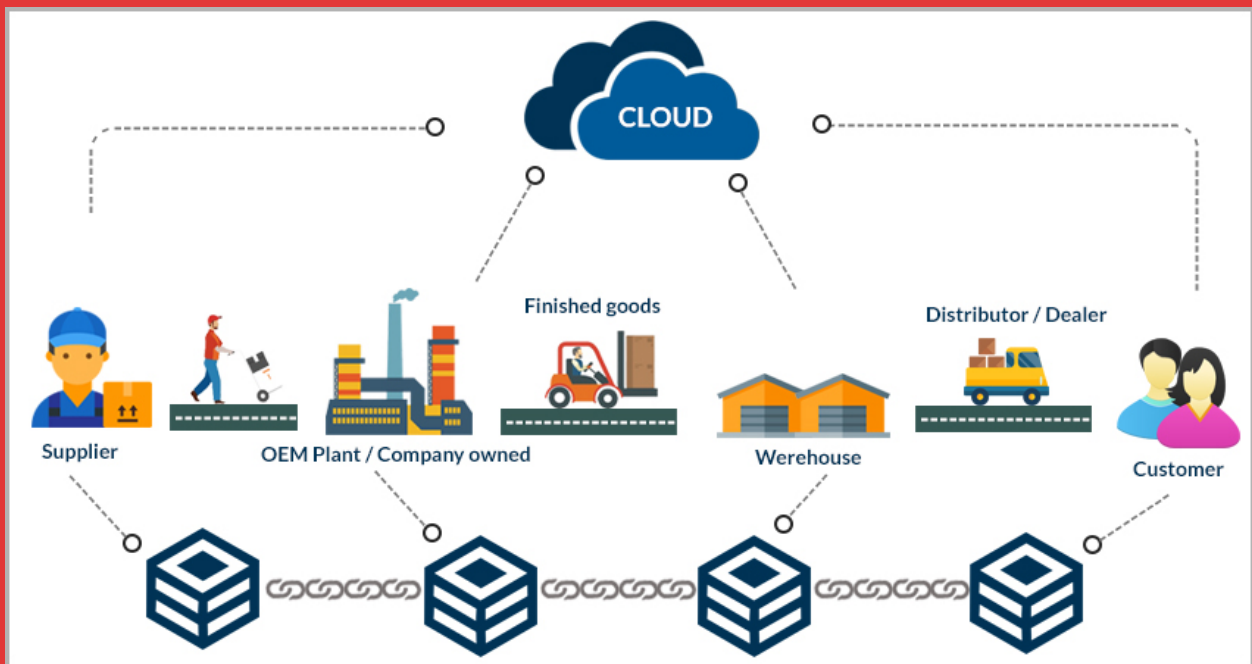 CLOUD
Finished goods
Distributor / Dealer
Supplier
OEM Plant / Company owned
Werehouse
Customer